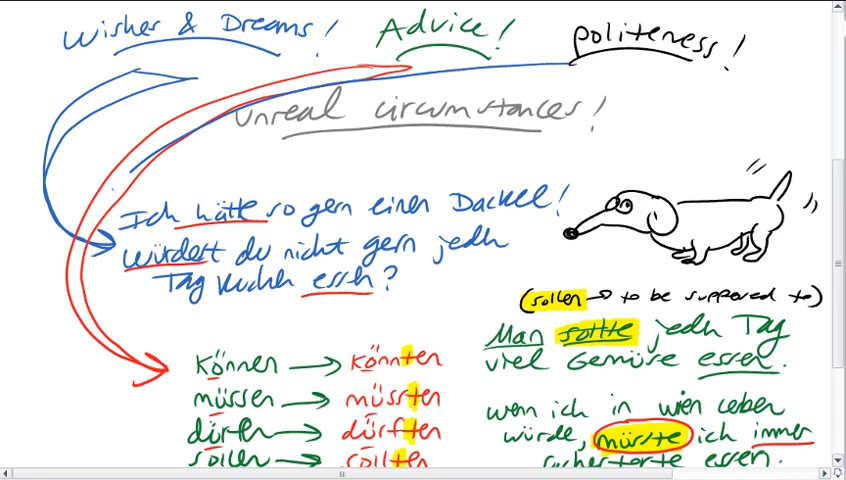 Wishes & Dreams! Advice! politeness!
unreal circumstances!
Ich hätte so gern einen Dackel!
Würdest du nicht gern jeden
Tag Kuchen essen?
(sollen → to be supposed to)
Man sollte jeden Tag
viel Gemüse essen.
können → könnten
müssen → müssten
dürfen → dürften
sollen → sollten
wenn ich in Wien leben
würde, müsste ich immer
Sachertorte essen.